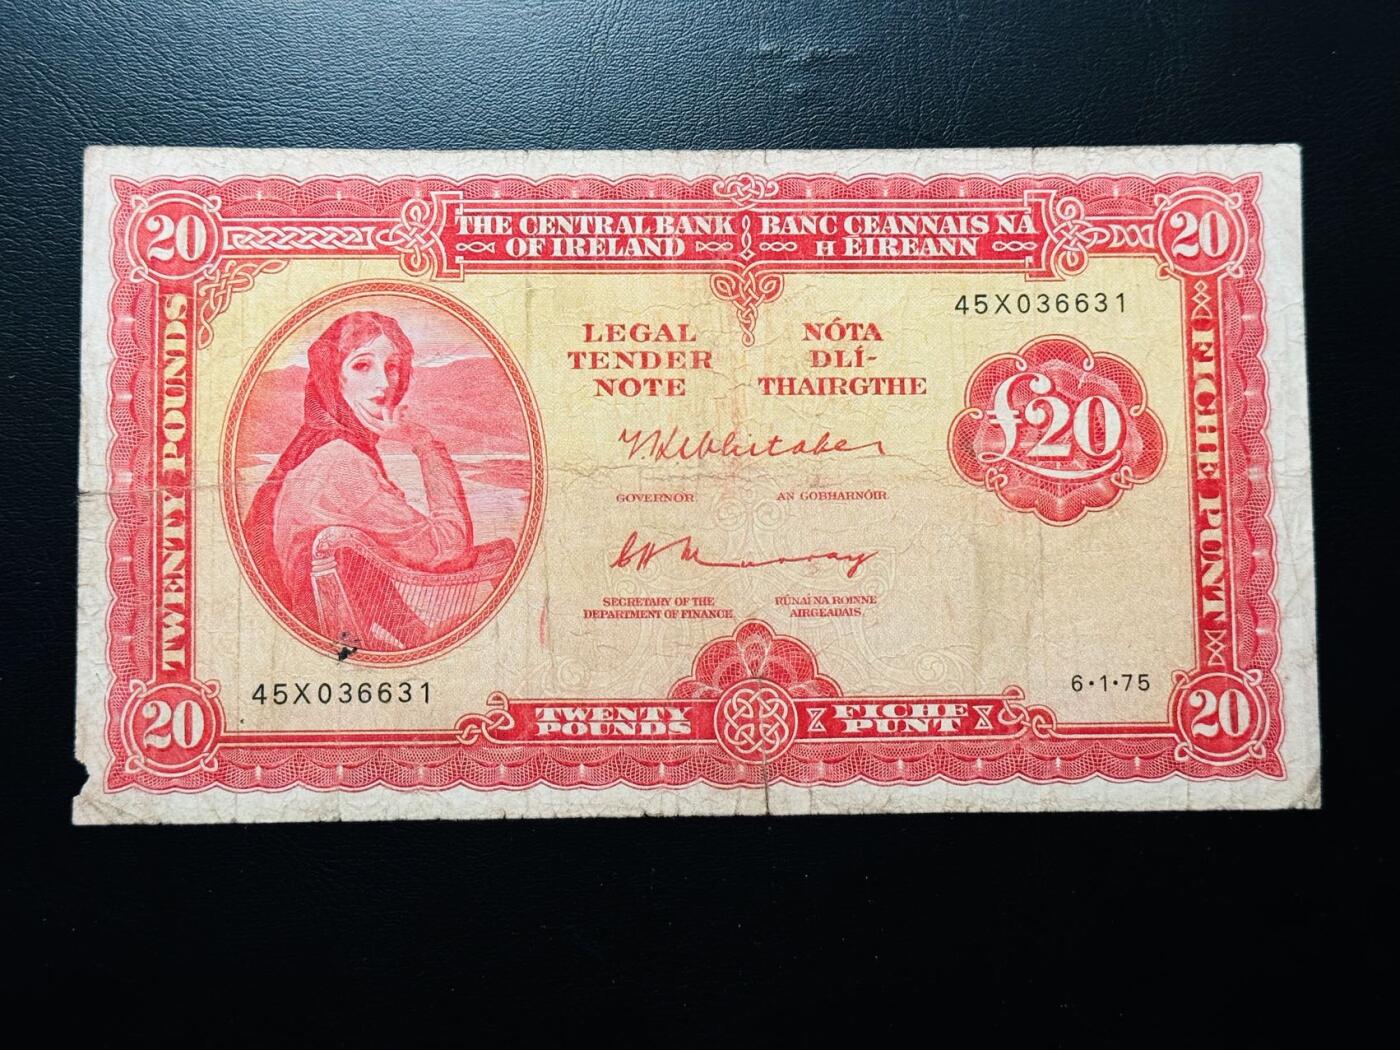 THE CENTRAL BANK
OF IRELAND
BANC CEANNAIS NA
H EIREANN
20
20
45X036631
LEGAL
TENDER
NOTE
NÓTA
DLÍ-
THAIRGTHE
£20
TWENTY POUNDS
FICHE PUNT
T K Whitaker
GOVERNOR
AN GOBHARNÓIR
C H Murray
SECRETARY OF THE
DEPARTMENT OF FINANCE
RÚNAÍ NA ROINNE
AIRGEADAIS.
45X036631
6·1·75
20
TWENTY
POUNDS
FICHE
PUNT
20